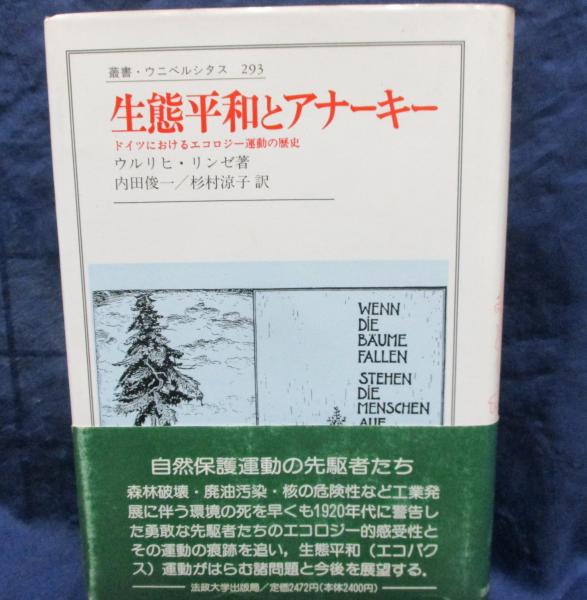 叢書・ウニベルシタス 293
生態平和とアナーキー
ドイツにおけるエコロジー運動の歴史
ウルリヒ・リンゼ著
内田俊一／杉村涼子 訳
WENN
DIE
BÄUME
FALLEN
STEHEN
DIE
MENSCHEN
AUF
自然保護運動の先駆者たち
森林破壊・廃油汚染・核の危険性など工業発
展に伴う環境の死を早くも1920年代に警告し
た勇敢な先駆者たちのエコロジー的感受性と
その運動の痕跡を追い，生態平和（エコパク
ス）運動がはらむ諸問題と今後を展望する．
法政大学出版局／定価2472円（本体2400円）